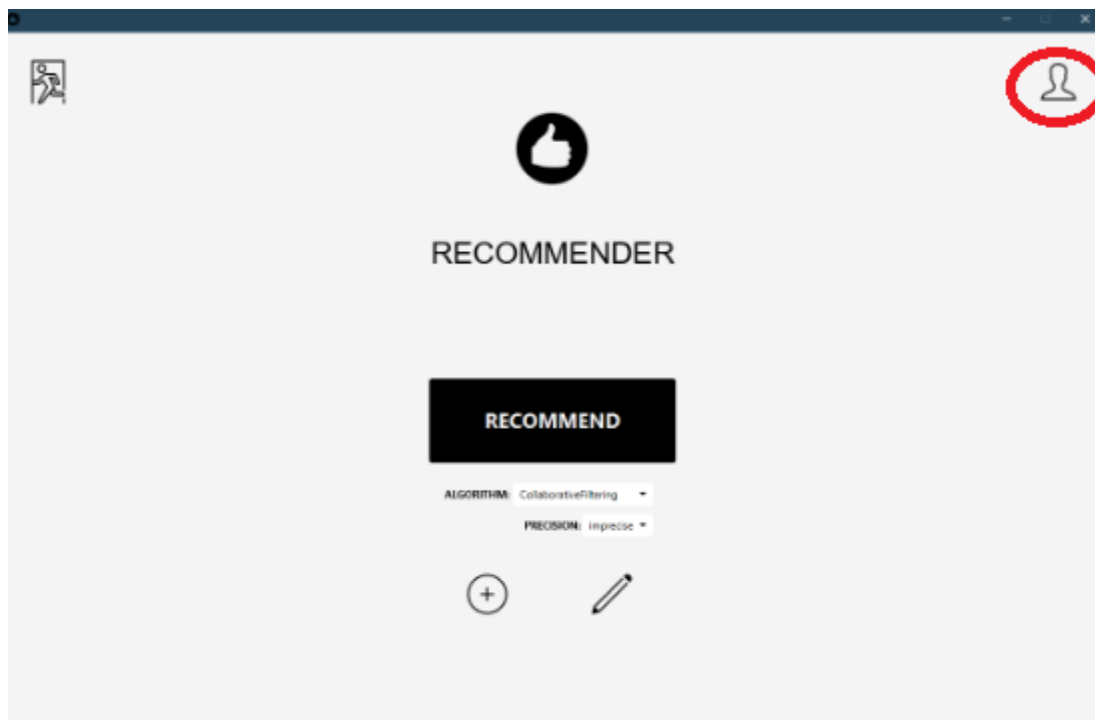 RECOMMENDER
RECOMMEND
ALGORITHM: CollaborativeFiltering
PRECISION: imprecise